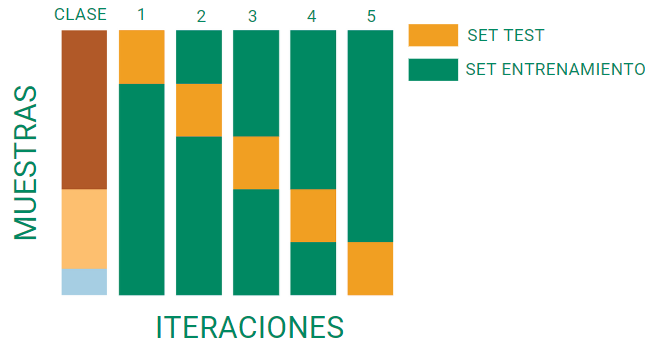 CLASE 1 2 3 4 5
SET TEST
SET ENTRENAMIENTO
MUESTRAS
ITERACIONES